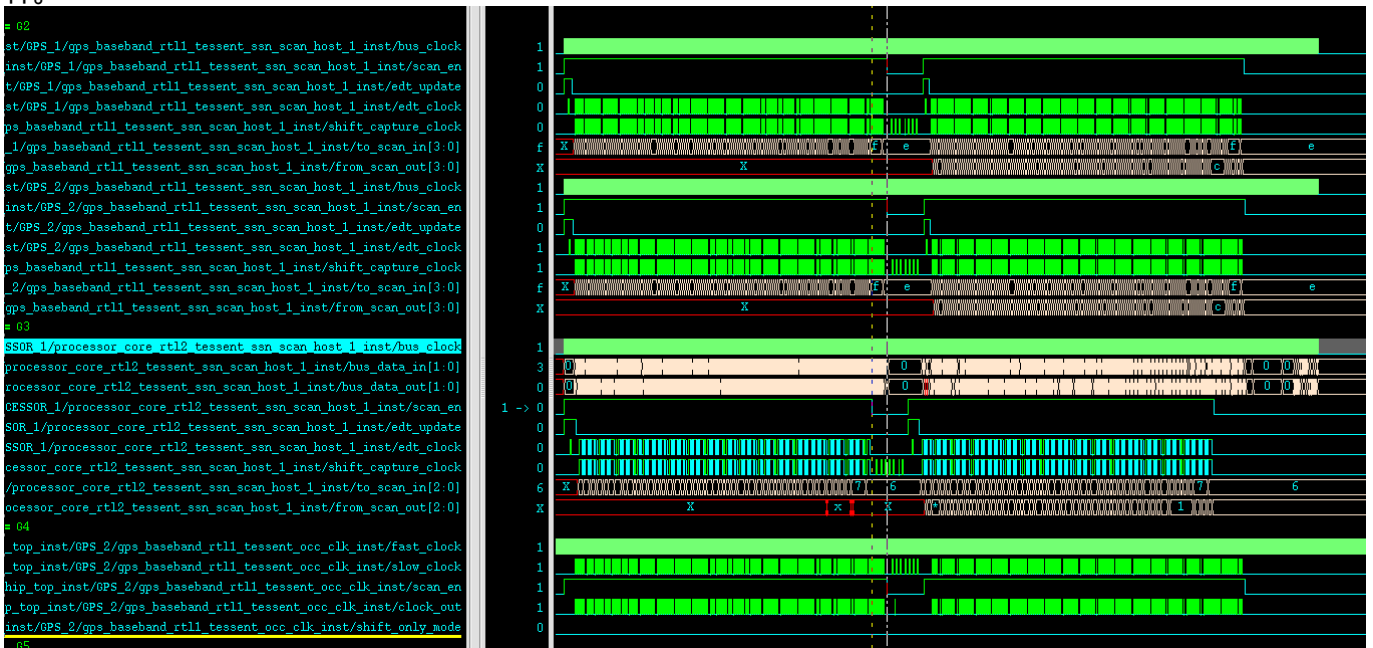 = G2
st/GPS_1/gps_baseband_rtl1_tessent_ssn_scan_host_1_inst/bus_clock 1
inst/GPS_1/gps_baseband_rtl1_tessent_ssn_scan_host_1_inst/scan_en 1
t/GPS_1/gps_baseband_rtl1_tessent_ssn_scan_host_1_inst/edt_update 0
st/GPS_1/gps_baseband_rtl1_tessent_ssn_scan_host_1_inst/edt_clock 0
ps_baseband_rtl1_tessent_ssn_scan_host_1_inst/shift_capture_clock 0
_1/gps_baseband_rtl1_tessent_ssn_scan_host_1_inst/to_scan_in[3:0] f X f e f e
gps_baseband_rtl1_tessent_ssn_scan_host_1_inst/from_scan_out[3:0] X X c
st/GPS_2/gps_baseband_rtl1_tessent_ssn_scan_host_1_inst/bus_clock 1
inst/GPS_2/gps_baseband_rtl1_tessent_ssn_scan_host_1_inst/scan_en 1
t/GPS_2/gps_baseband_rtl1_tessent_ssn_scan_host_1_inst/edt_update 0
st/GPS_2/gps_baseband_rtl1_tessent_ssn_scan_host_1_inst/edt_clock 1
ps_baseband_rtl1_tessent_ssn_scan_host_1_inst/shift_capture_clock 1
_2/gps_baseband_rtl1_tessent_ssn_scan_host_1_inst/to_scan_in[3:0] f X f e f e
gps_baseband_rtl1_tessent_ssn_scan_host_1_inst/from_scan_out[3:0] X X c
= G3
SSOR_1/processor_core_rtl2_tessent_ssn_scan_host_1_inst/bus_clock 1
processor_core_rtl2_tessent_ssn_scan_host_1_inst/bus_data_in[1:0] 3 0 0 0 0
rocessor_core_rtl2_tessent_ssn_scan_host_1_inst/bus_data_out[1:0] 0 0 0 0 0
CESSOR_1/processor_core_rtl2_tessent_ssn_scan_host_1_inst/scan_en 1 -> 0
SOR_1/processor_core_rtl2_tessent_ssn_scan_host_1_inst/edt_update 0
SSOR_1/processor_core_rtl2_tessent_ssn_scan_host_1_inst/edt_clock 0
cessor_core_rtl2_tessent_ssn_scan_host_1_inst/shift_capture_clock 0
/processor_core_rtl2_tessent_ssn_scan_host_1_inst/to_scan_in[2:0] 6 X 7 6 7 6
ocessor_core_rtl2_tessent_ssn_scan_host_1_inst/from_scan_out[2:0] X X x X * 1
= G4
_top_inst/GPS_2/gps_baseband_rtl1_tessent_occ_clk_inst/fast_clock 1
_top_inst/GPS_2/gps_baseband_rtl1_tessent_occ_clk_inst/slow_clock 1
hip_top_inst/GPS_2/gps_baseband_rtl1_tessent_occ_clk_inst/scan_en 1
p_top_inst/GPS_2/gps_baseband_rtl1_tessent_occ_clk_inst/clock_out 1
inst/GPS_2/gps_baseband_rtl1_tessent_occ_clk_inst/shift_only_mode 0
G5